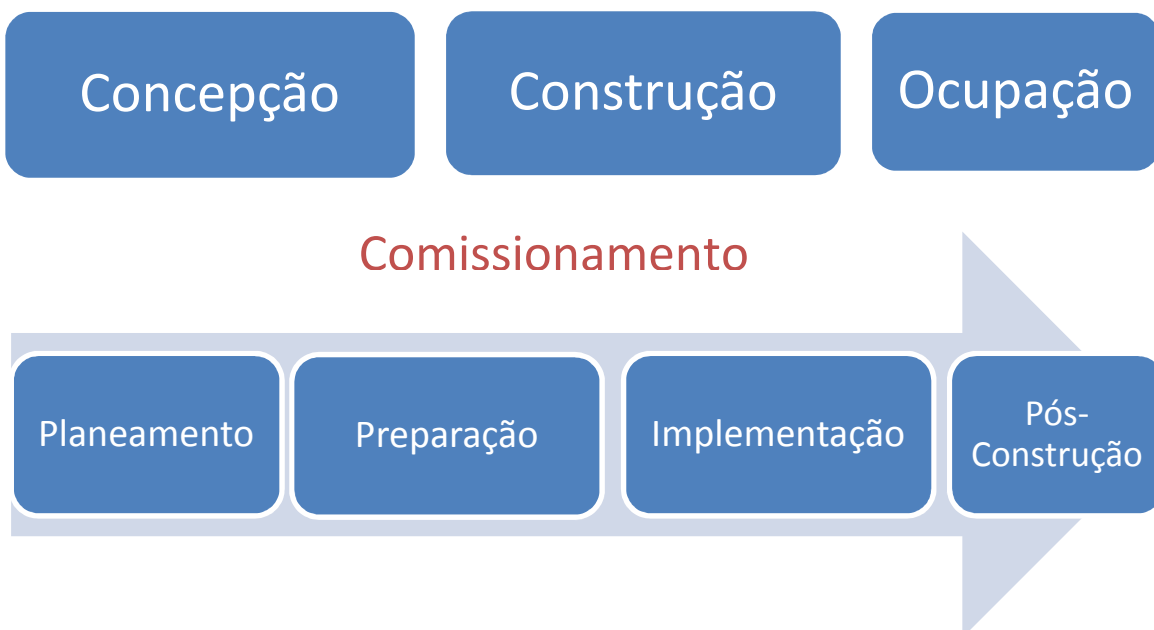 Concepção
Construção
Ocupação
Comissionamento
Planeamento
Preparação
Implementação
Pós-
Construção